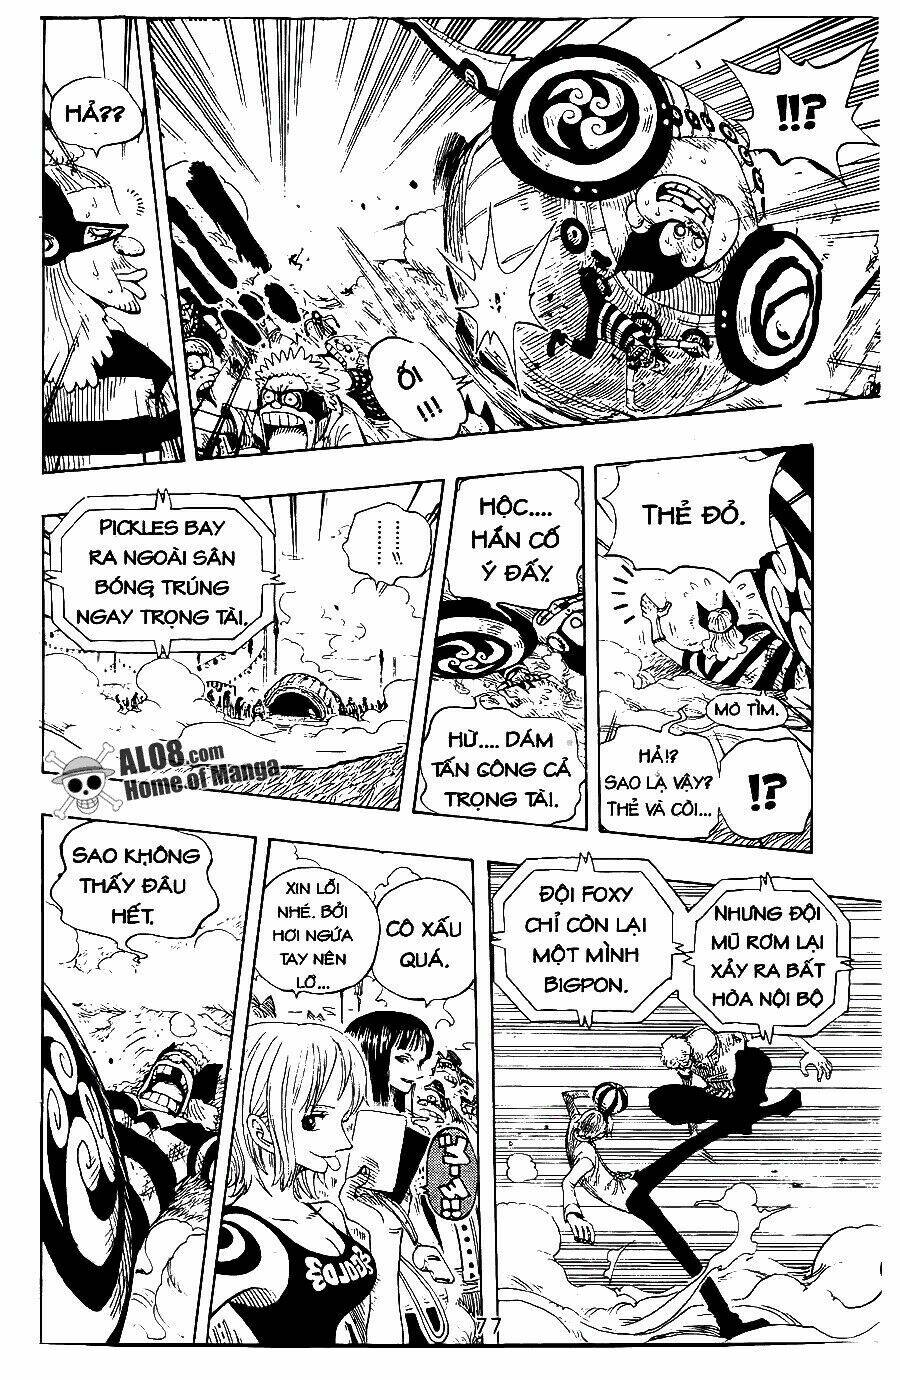 !!!?
ỐI
!!!
HẢ??
THẺ ĐỎ.
MÔ TÌM.
HẢ!?
SAO LẠ VẬY?
THẺ VÀ CÒI...
!?
HỘC....
HẮN CỐ
Ý ĐẤY.
HỪ.... DÁM
TẤN CÔNG CẢ
TRỌNG TÀI.
PICKLES BAY
RA NGOÀI SÂN
BÓNG, TRÚNG
NGAY TRỌNG TÀI.
ALO8.com
Home of Manga
NHƯNG ĐỘI
MŨ RƠM LẠI
XẢY RA BẤT
HÒA NỘI BỘ
ĐỘI FOXY
CHỈ CÒN LẠI
MỘT MÌNH
BIGPON.
CÔ XẤU
QUÁ.
XIN LỖI
NHÉ. BỞI
HƠI NGỨA
TAY NÊN
LỠ...
SAO KHÔNG
THẤY ĐÂU
HẾT.
77